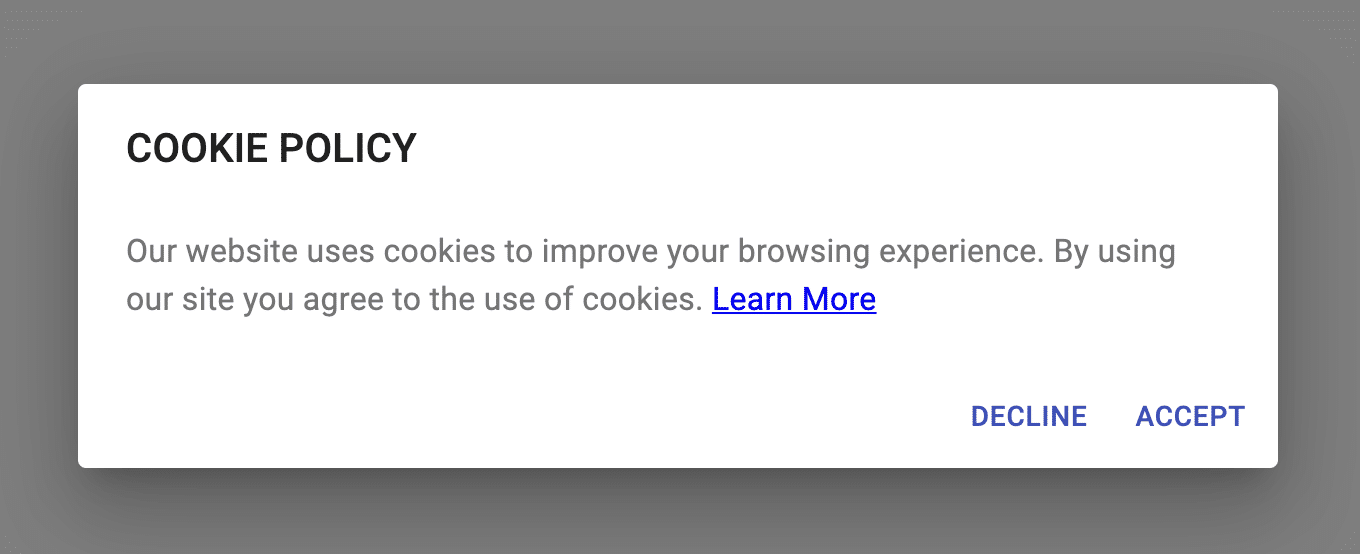 COOKIE POLICY
Our website uses cookies to improve your browsing experience. By using
our site you agree to the use of cookies. Learn More
DECLINE ACCEPT